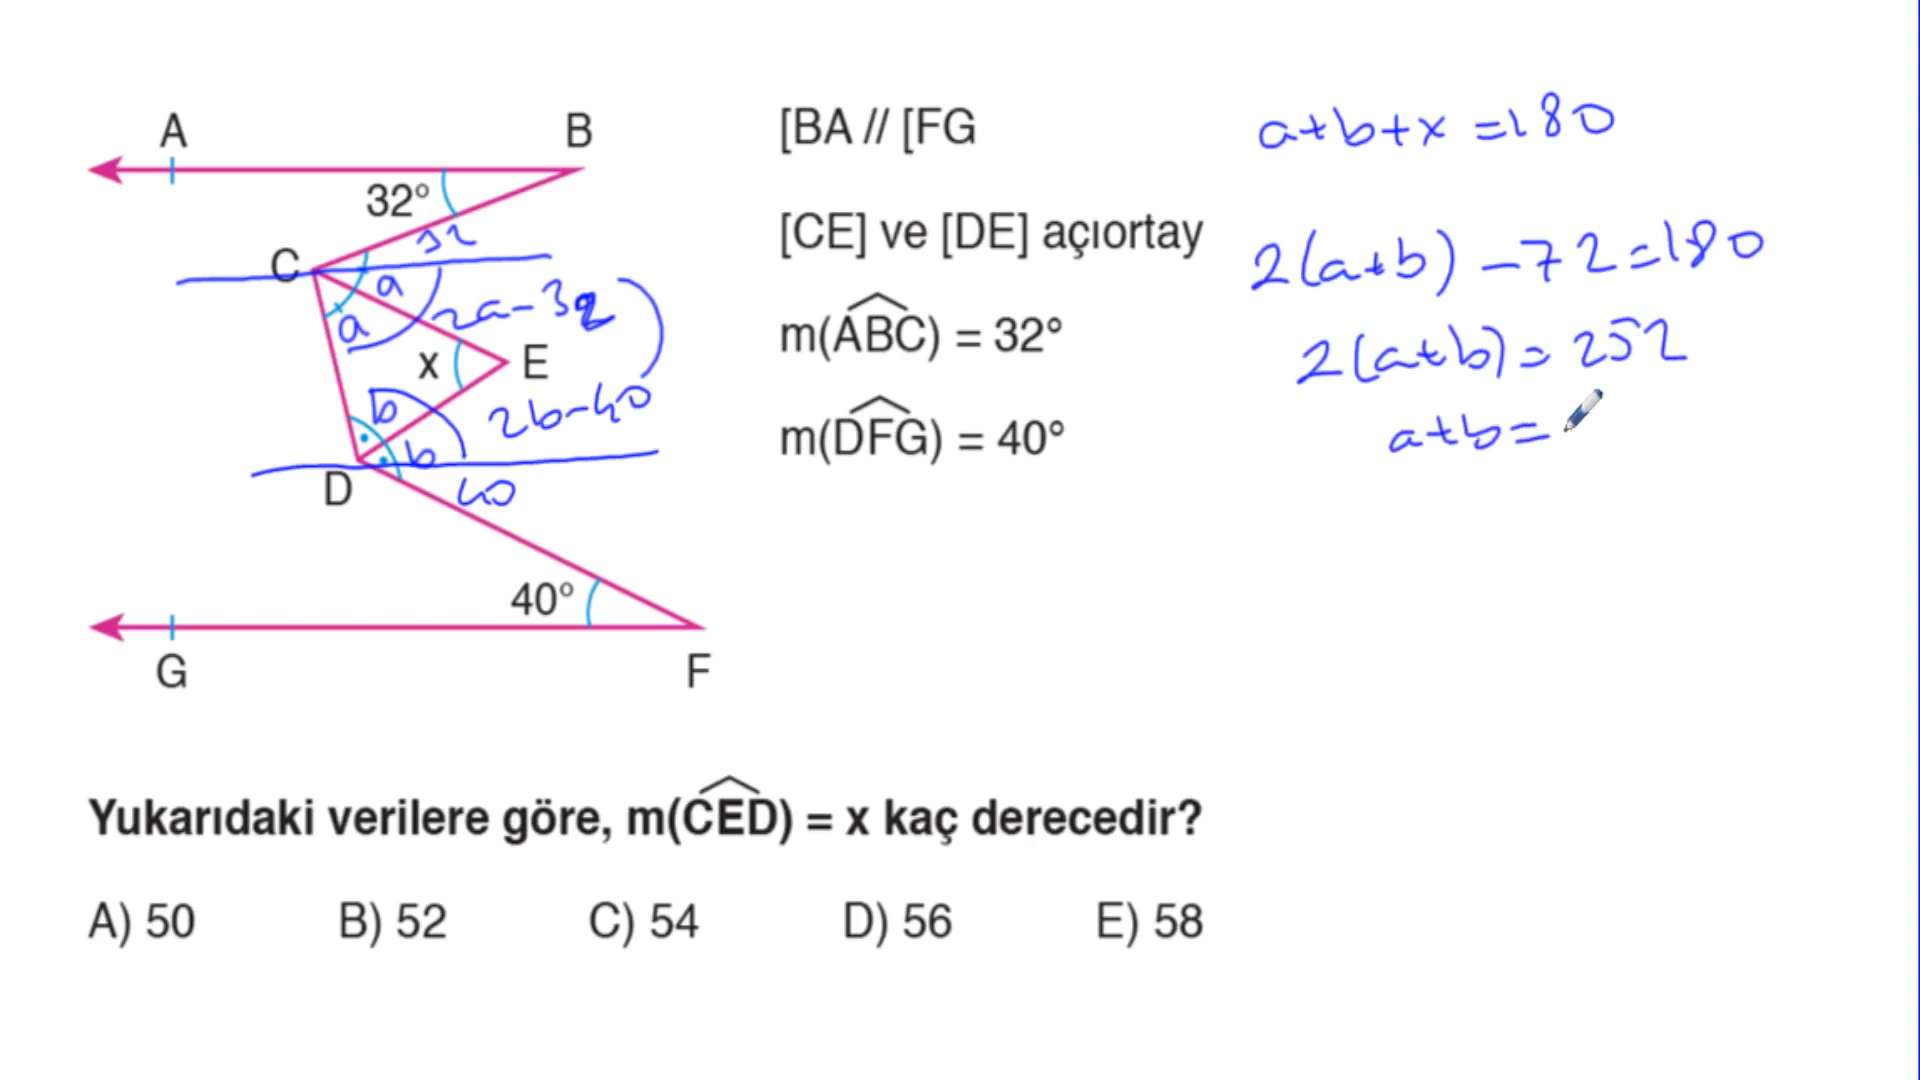 A
B
32°
32
C
a
a
2a-32
x
E
b
2b-40
b
D
40
40°
G
F
[BA // [FG
[CE] ve [DE] açıortay
m(ABC) = 32°
m(DFG) = 40°
a+b+x=180
2(a+b)-72=180
2(a+b)=252
a+b=
Yukarıdaki verilere göre, m(CED) = x kaç derecedir?
A) 50 B) 52 C) 54 D) 56 E) 58